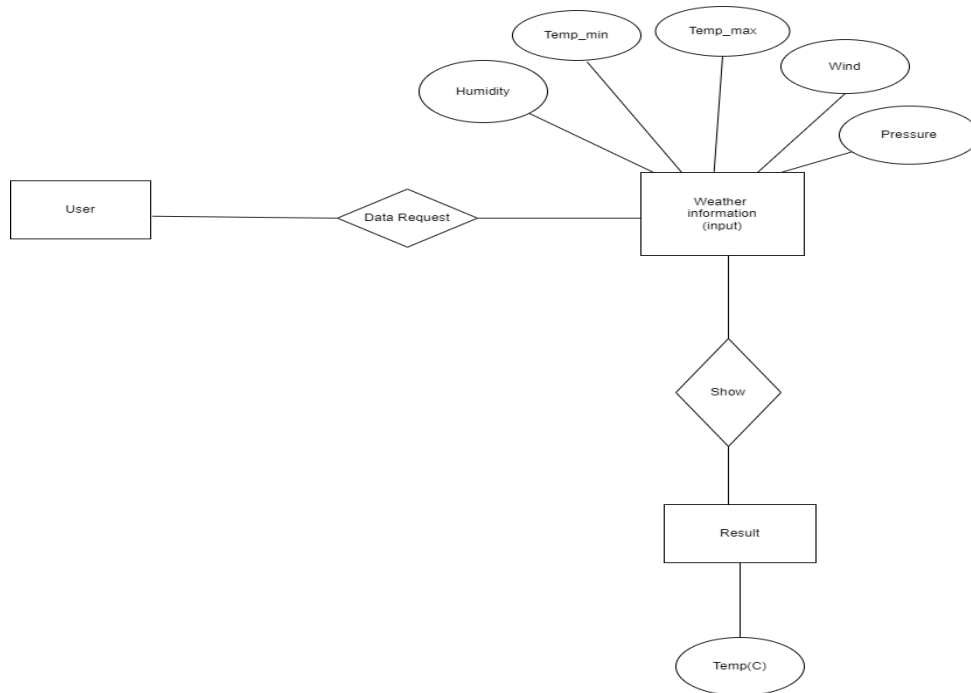 Temp_min
Temp_max
Wind
Humidity
Pressure
User
Data Request
Weather
information
(input)
Show
Result
Temp(C)